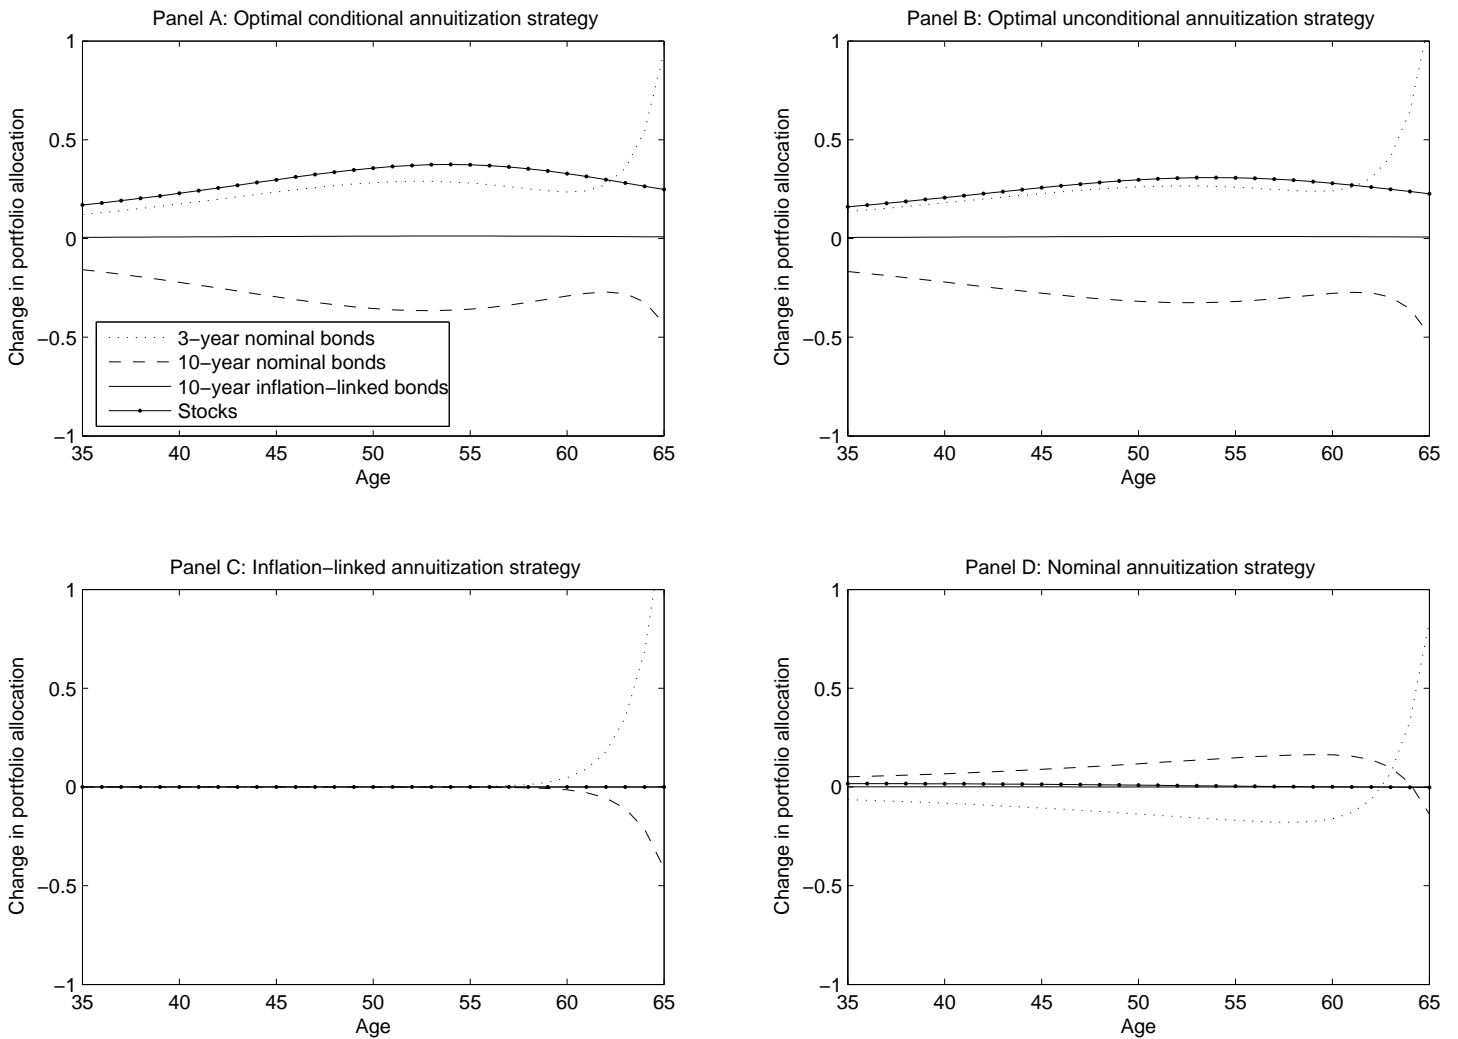 Panel A: Optimal conditional annuitization strategy
1
0.5
0
−0.5
−1
Change in portfolio allocation
3−year nominal bonds
10−year nominal bonds
10−year inflation−linked bonds
Stocks
35 40 45 50 55 60 65
Age
Panel B: Optimal unconditional annuitization strategy
1
0.5
0
−0.5
−1
Change in portfolio allocation
35 40 45 50 55 60 65
Age
Panel C: Inflation−linked annuitization strategy
1
0.5
0
−0.5
−1
Change in portfolio allocation
35 40 45 50 55 60 65
Age
Panel D: Nominal annuitization strategy
1
0.5
0
−0.5
−1
Change in portfolio allocation
35 40 45 50 55 60 65
Age